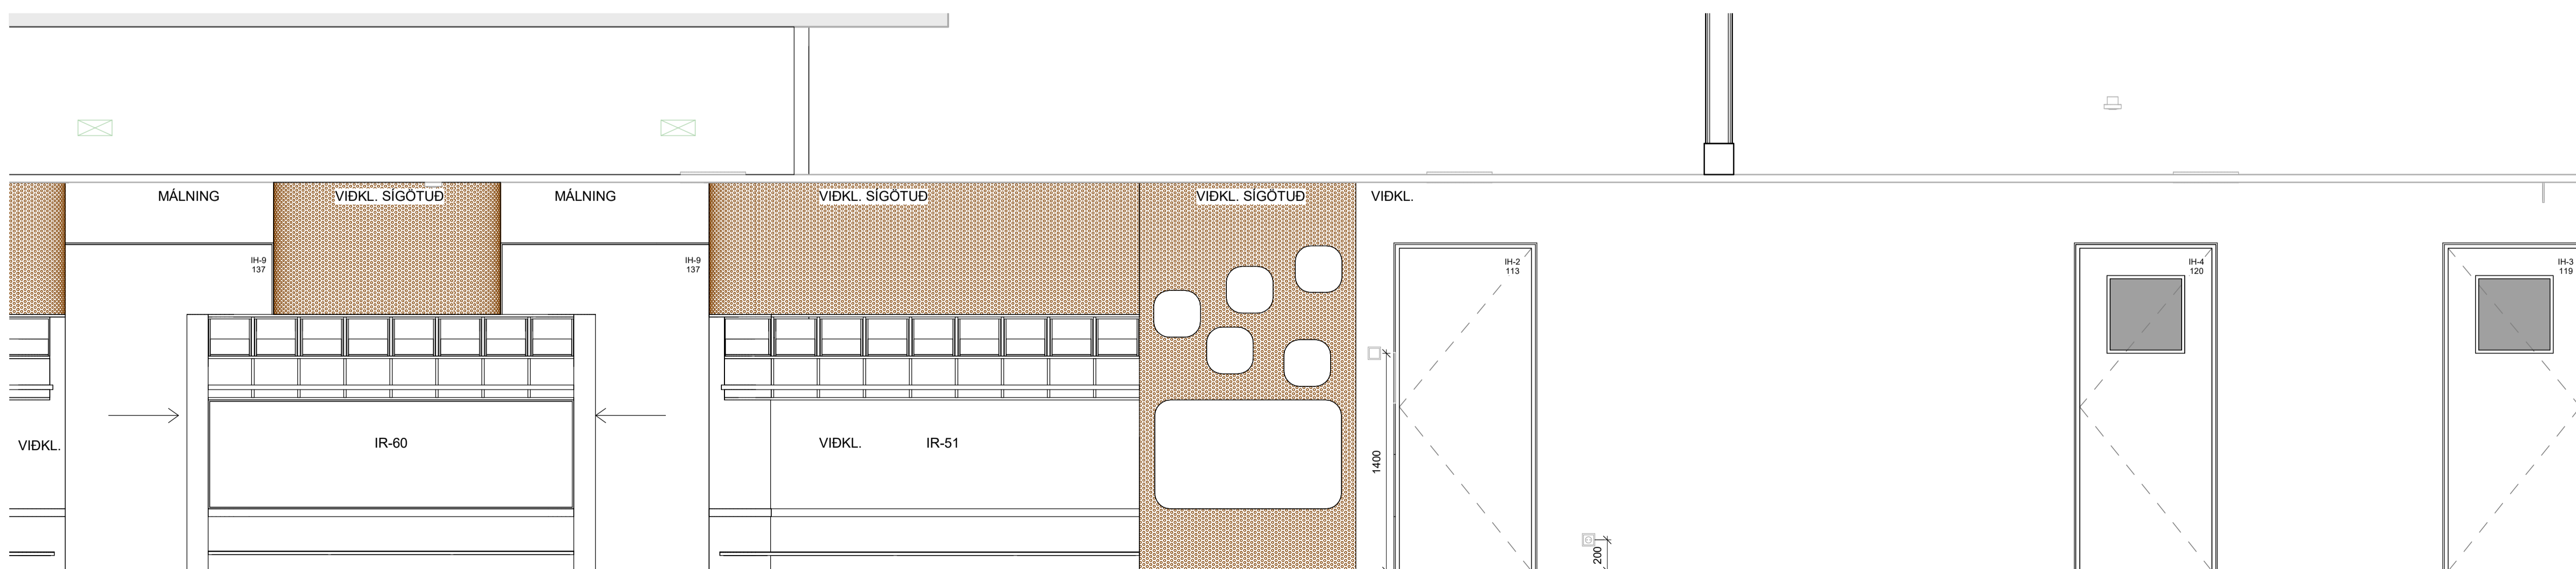 MÁLNING
VIÐKL. SÍGÖTUÐ
MÁLNING
VIÐKL. SÍGÖTUÐ
VIÐKL. SÍGÖTUÐ
VIÐKL.
IH-9
137
IH-9
137
IH-2
113
IH-4
120
IH-3
119
VIÐKL.
IR-60
VIÐKL.
IR-51
1400
200